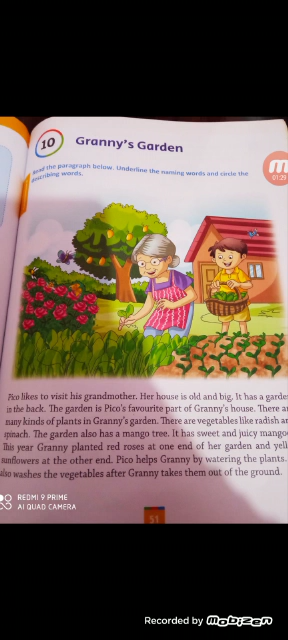 10
Granny's Garden
Read the paragraph below. Underline the naming words and circle the
describing words.
01:29
Pico likes to visit his grandmother. Her house is old and big. It has a garde
in the back. The garden is Pico's favourite part of Granny's house. There a
many kinds of plants in Granny's garden. There are vegetables like radish a
spinach. The garden also has a mango tree. It has sweet and juicy mango
This year Granny planted red roses at one end of her garden and yell
sunflowers at the other end. Pico helps Granny by watering the plants.
also washes the vegetables after Granny takes them out of the ground.
REDMI 9 PRIME
AI QUAD CAMERA
51
Recorded by mobizen